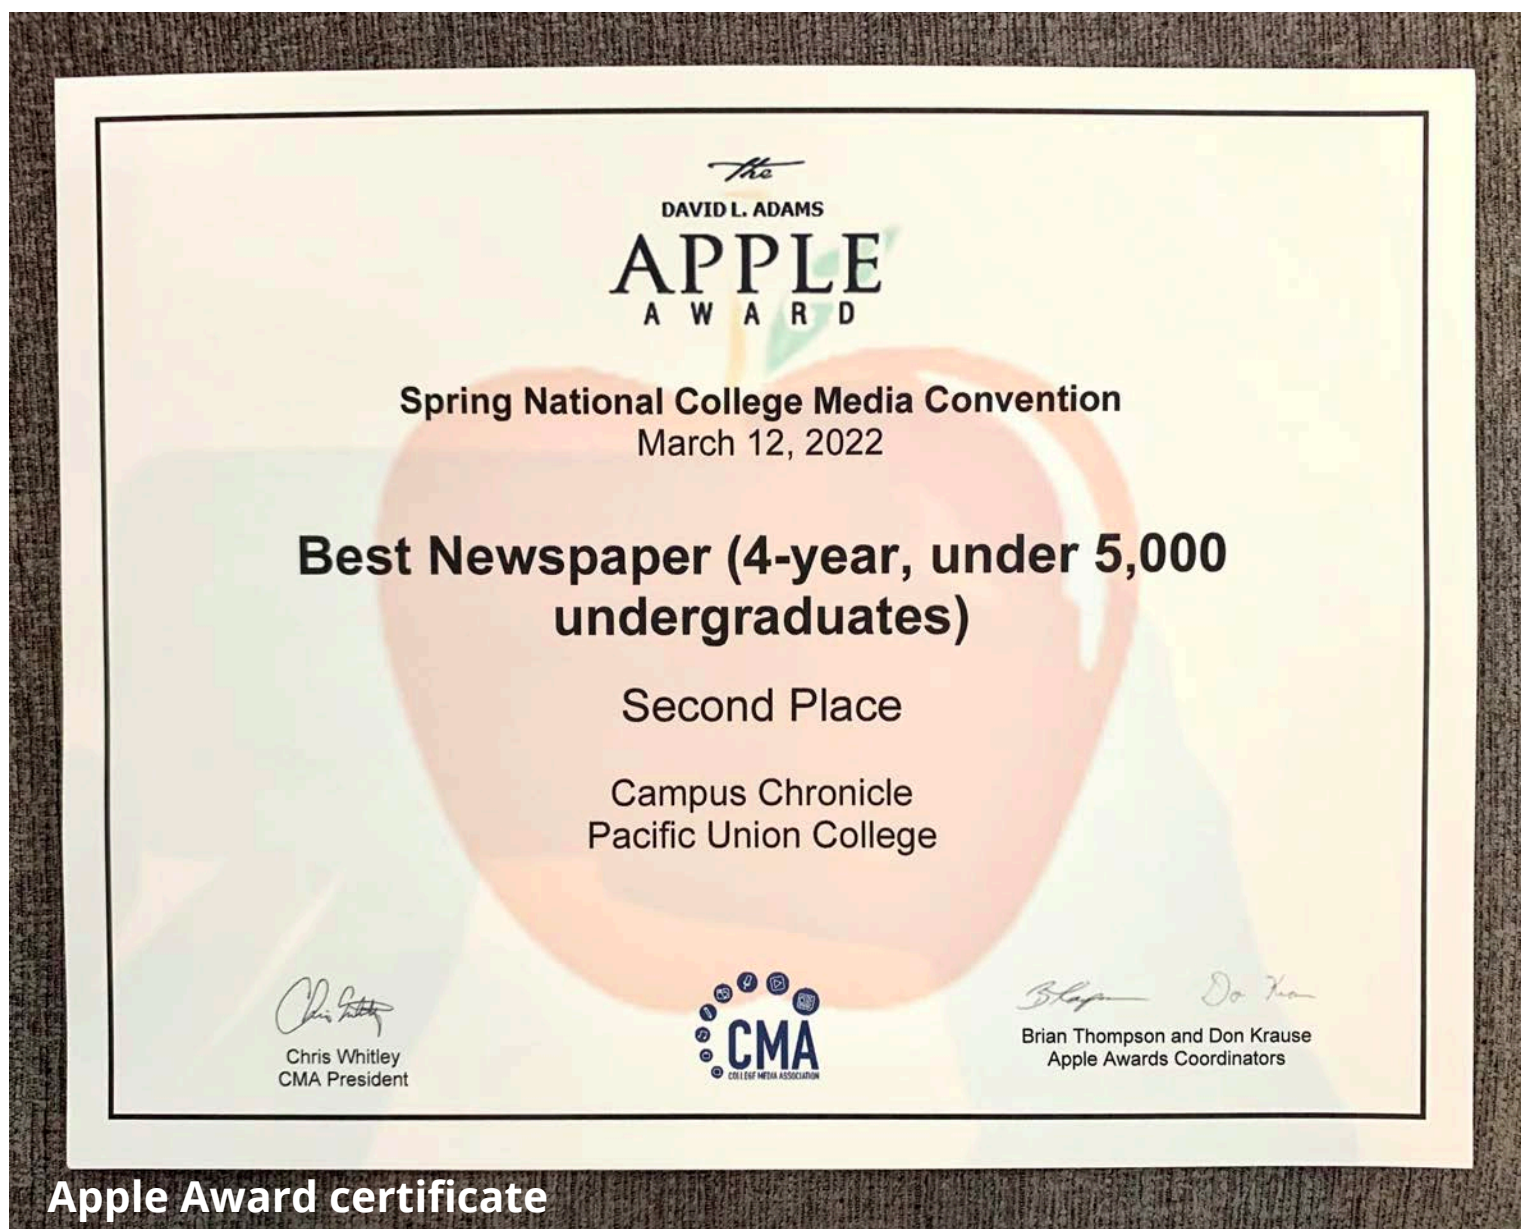 The
DAVID L. ADAMS
APPLE
AWARD
Spring National College Media Convention
March 12, 2022
Best Newspaper (4-year, under 5,000
undergraduates)
Second Place
Campus Chronicle
Pacific Union College
Chris Whitley
CMA President
CMA
COLLEGE MEDIA ASSOCIATION
Brian Thompson and Don Krause
Apple Awards Coordinators
Apple Award certificate